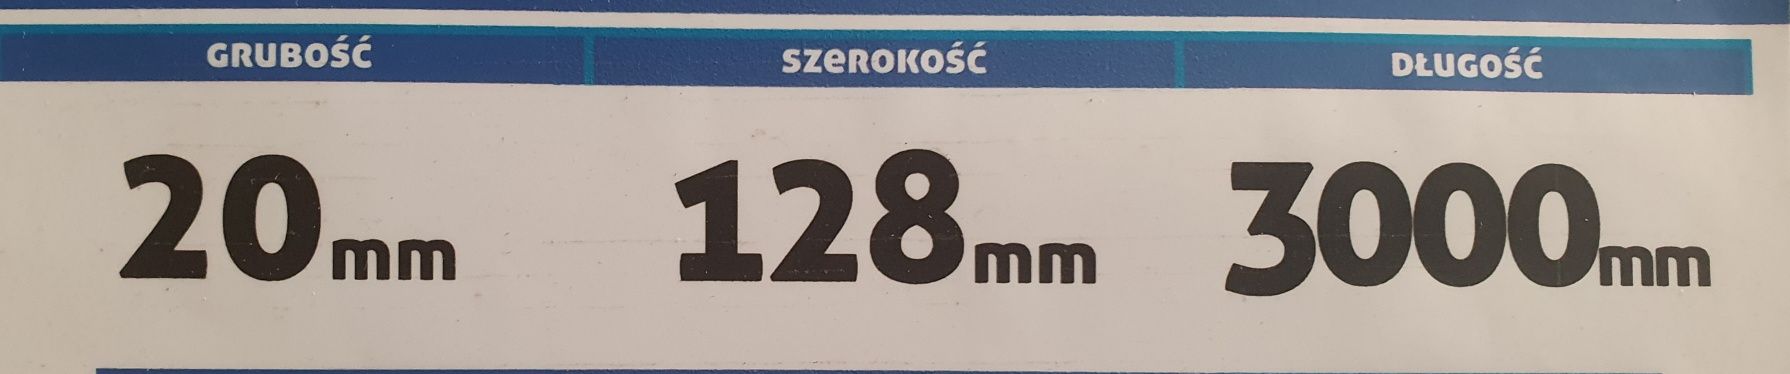 GRUBOŚĆ SZEROKOŚĆ DŁUGOŚĆ
20mm 128mm 3000mm